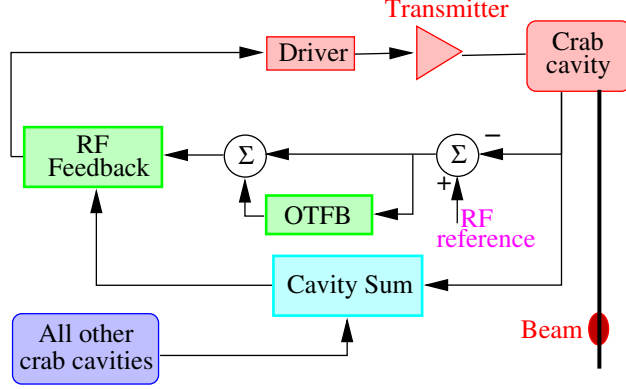 Transmitter
Driver
Crab
cavity
RF
Feedback
Σ
Σ
−
+
OTFB
RF
reference
Cavity Sum
All other
crab cavities
Beam